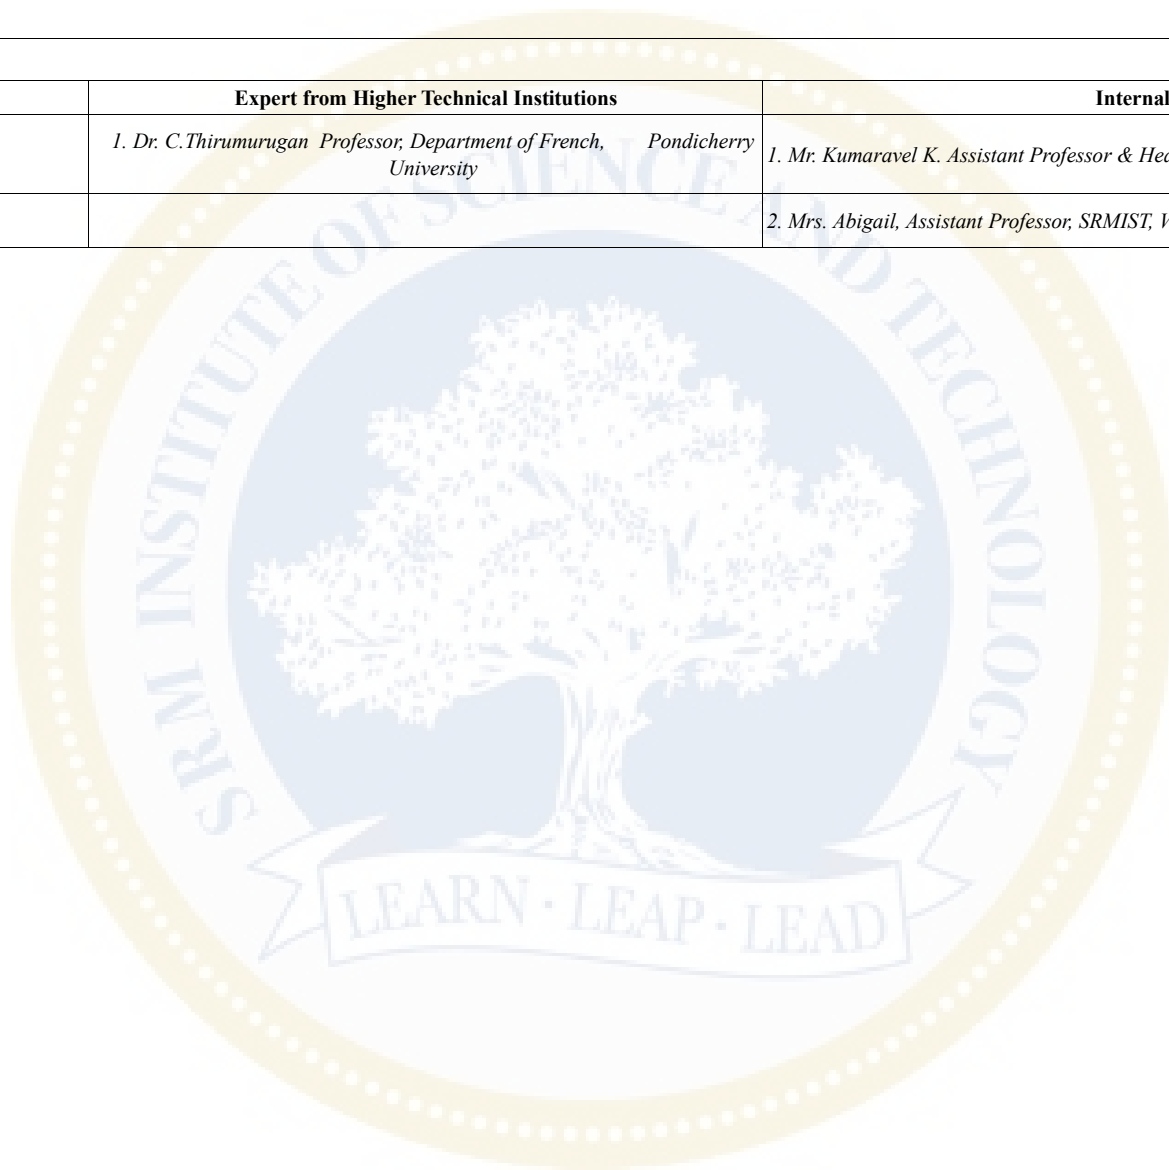 Expert from Higher Technical Institutions
Internal
1. Dr. C.Thirumurugan Professor, Department of French, Pondicherry
University
1. Mr. Kumaravel K. Assistant Professor & Hea
2. Mrs. Abigail, Assistant Professor, SRMIST, V
SRM INSTITUTE OF SCIENCE AND TECHNOLOGY
LEARN · LEAP · LEAD